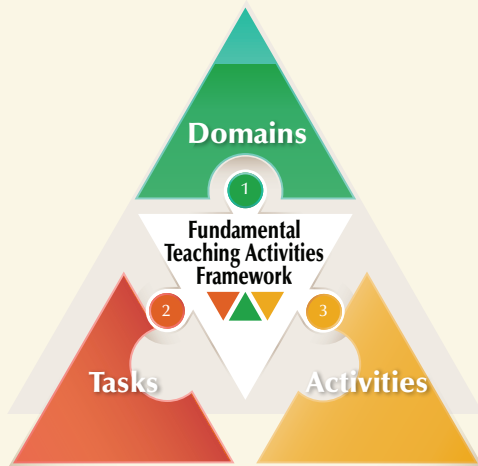 Domains
1
Fundamental
Teaching Activities
Framework
2
3
Tasks
Activities